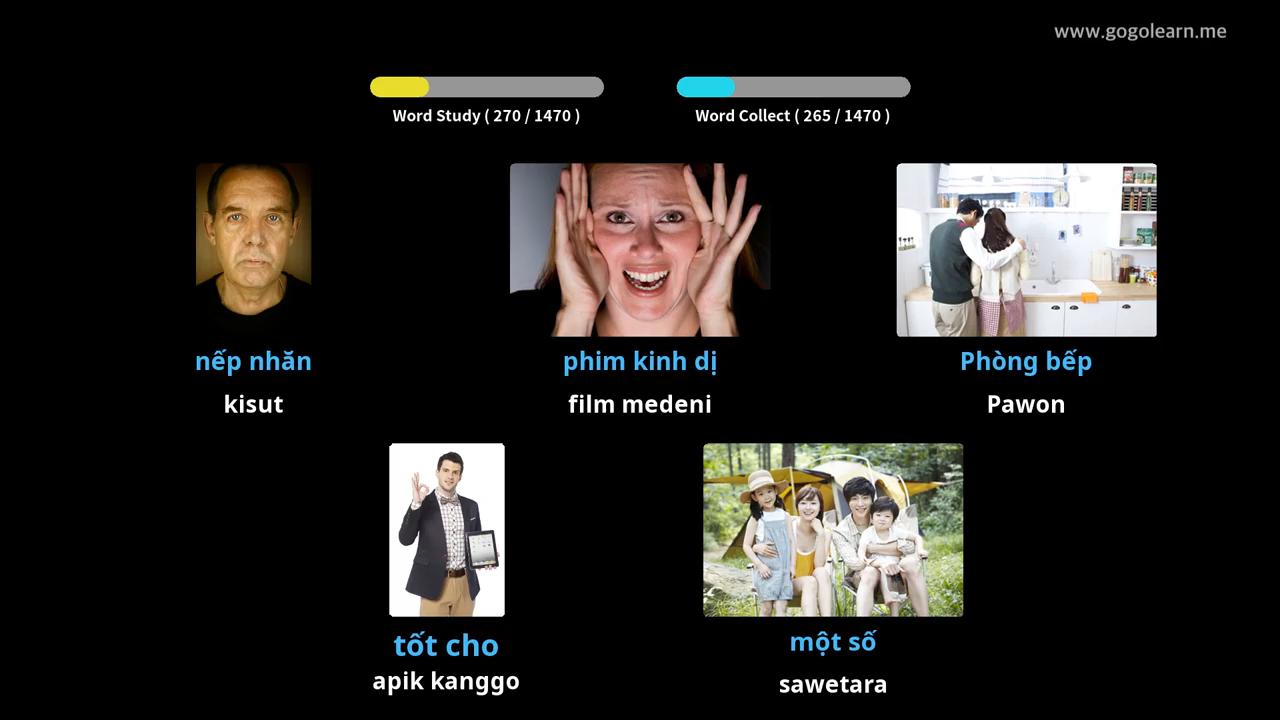 www.gogolearn.me
Word Study ( 270 / 1470 )
Word Collect ( 265 / 1470 )
nếp nhăn
phim kinh dị
Phòng bếp
kisut
film medeni
Pawon
tốt cho
một số
apik kanggo
sawetara